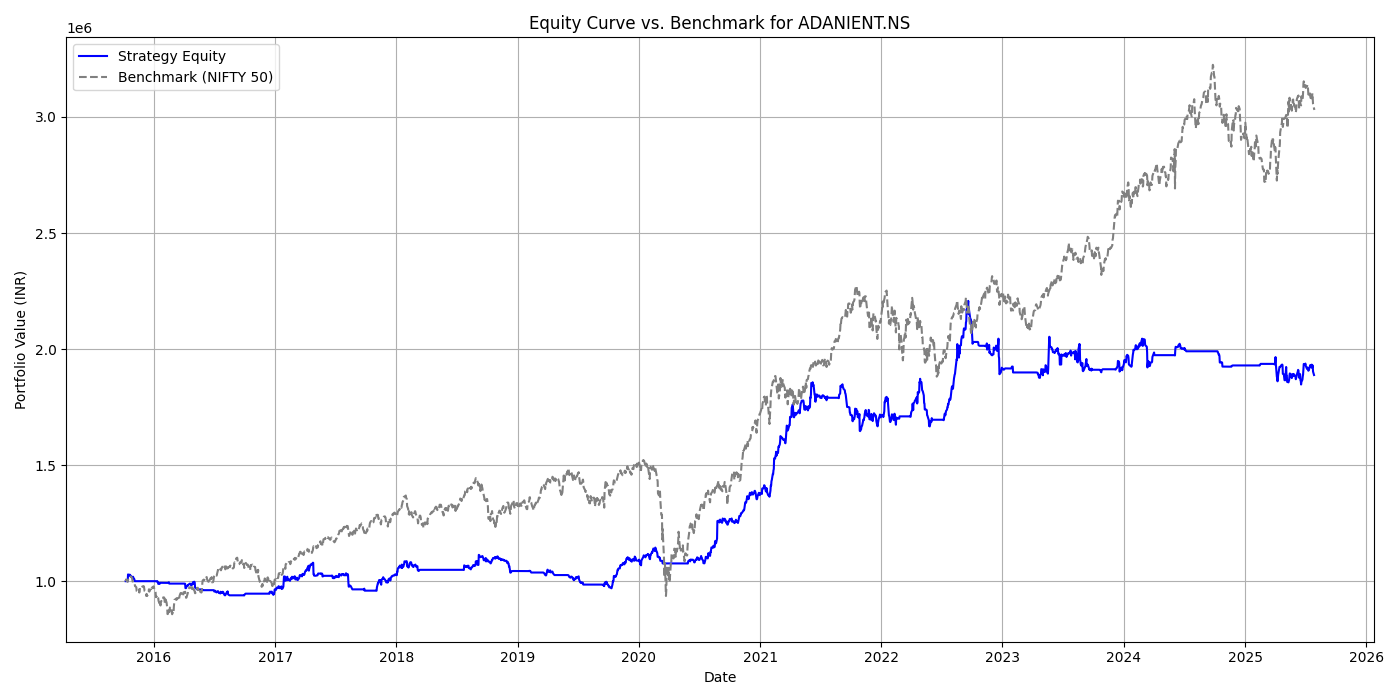 Equity Curve vs. Benchmark for ADANIENT.NS
1e6
Strategy Equity
Benchmark (NIFTY 50)
3.0
2.5
2.0
1.5
1.0
Portfolio Value (INR)
2016 2017 2018 2019 2020 2021 2022 2023 2024 2025 2026
Date